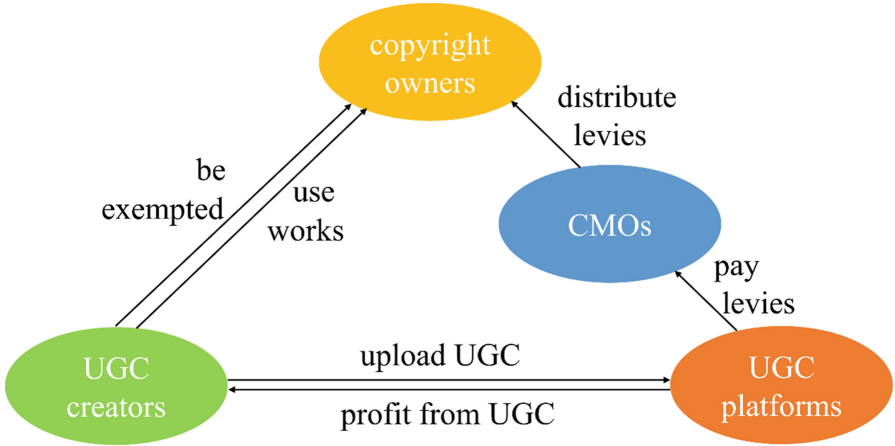 copyright
owners
distribute
levies
be
exempted
use
works
CMOs
pay
levies
UGC
creators
upload UGC
profit from UGC
UGC
platforms